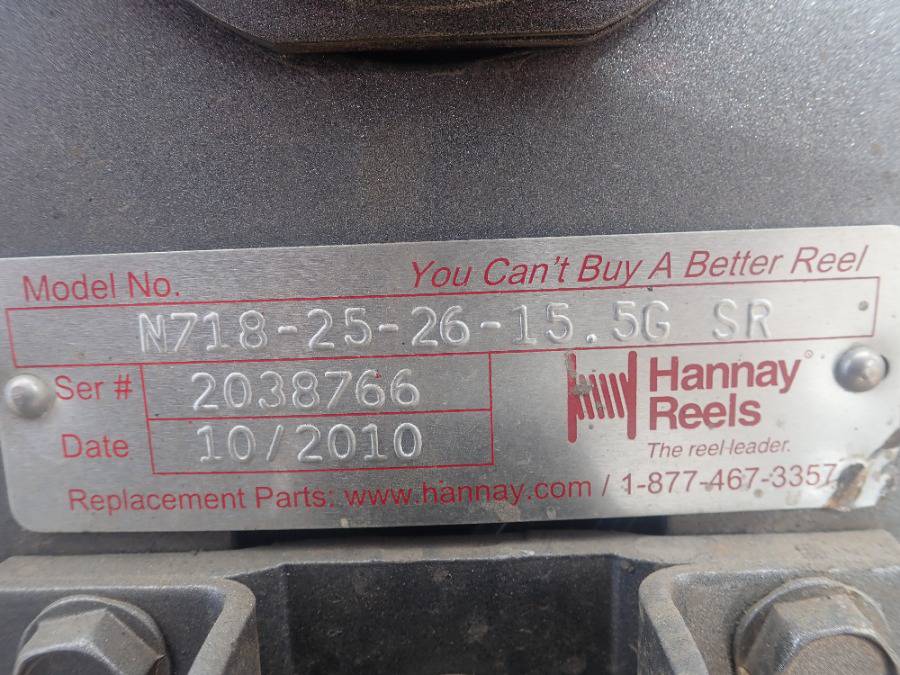 Model No.
You Can't Buy A Better Reel
N718-25-26-15.5G SR
Ser # 2038766
Date 10/2010
Hannay
Reels
The reel leader.
Replacement Parts: www.hannay.com / 1-877-467-3357